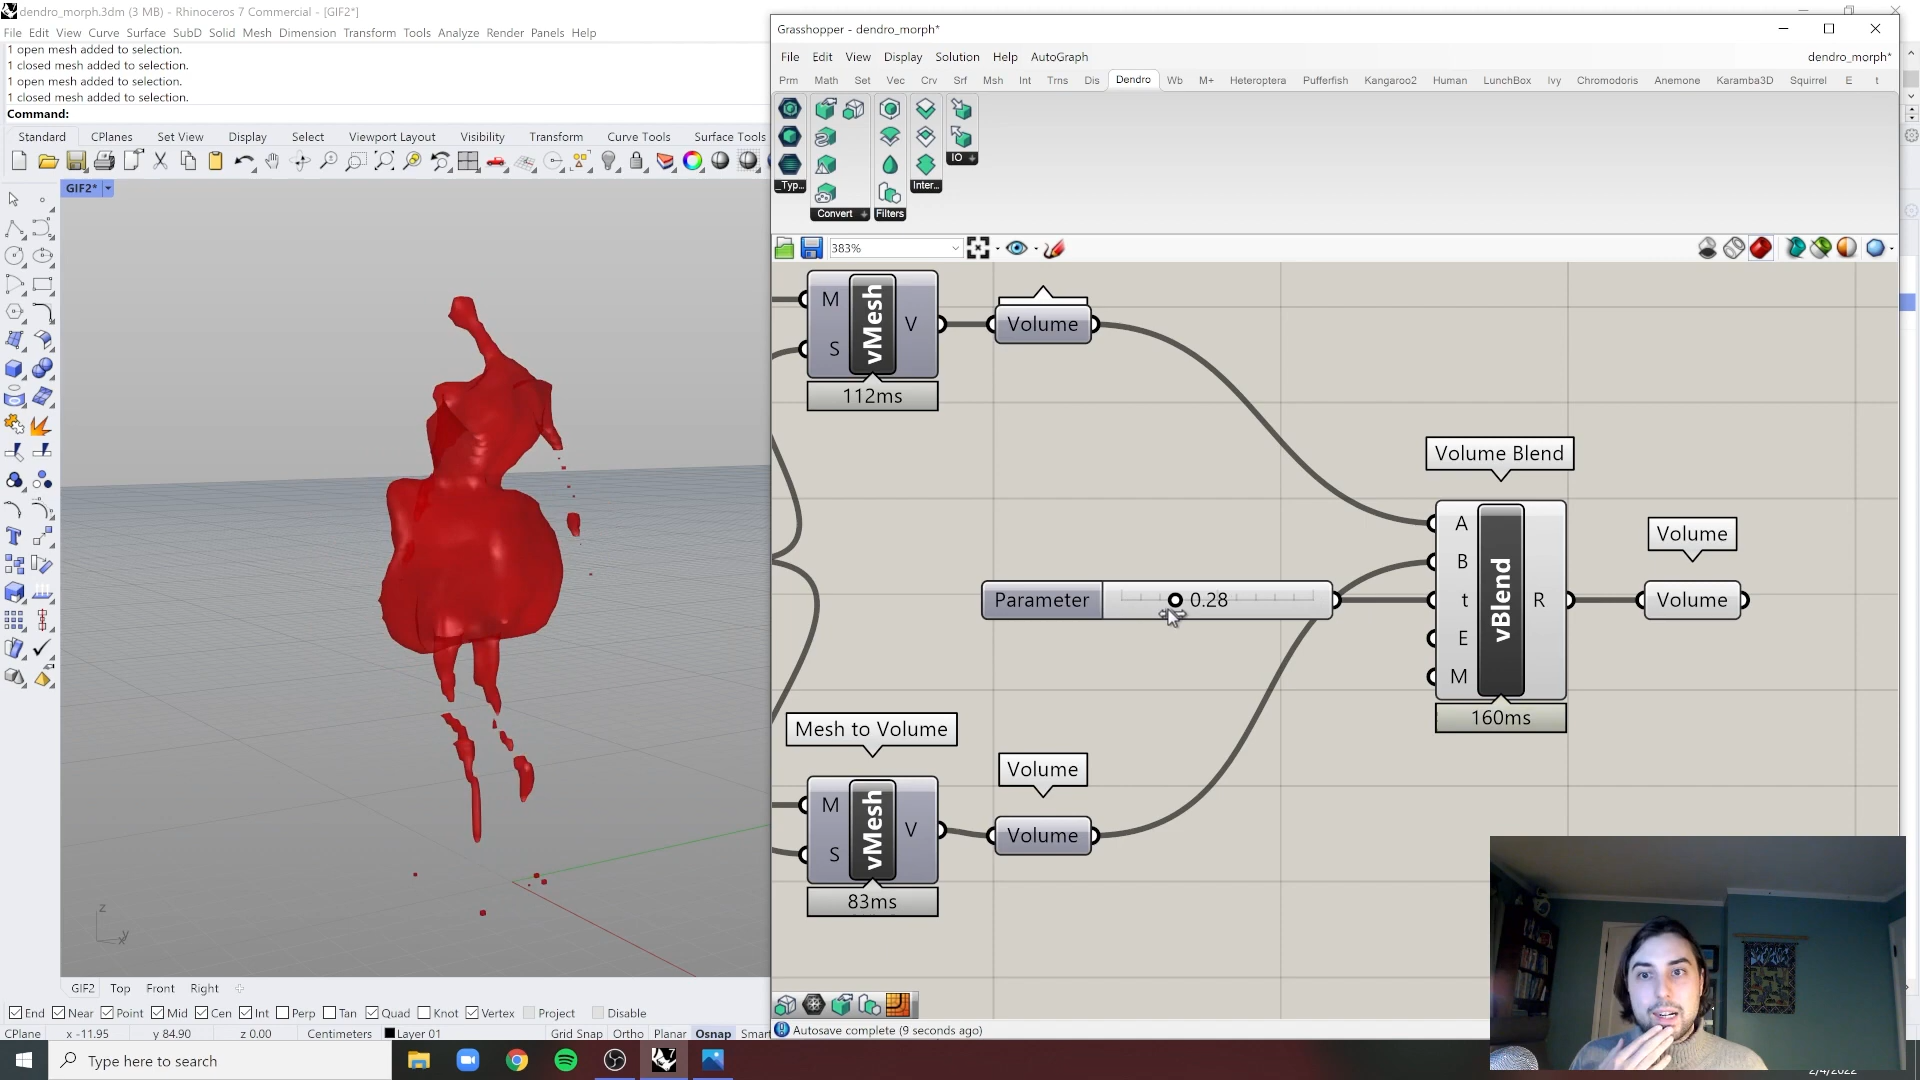 dendro_morph.3dm (3 MB) - Rhinoceros 7 Commercial - [GIF2*]
File Edit View Curve Surface SubD Solid Mesh Dimension Transform Tools Analyze Render Panels Help
1 open mesh added to selection.
1 closed mesh added to selection.
1 open mesh added to selection.
1 closed mesh added to selection.
Command:
Standard CPlanes Set View Display Select Viewport Layout Visibility Transform Curve Tools Surface Tools
GIF2*
z
y
x
GIF2 Top Front Right
End Near Point Mid Cen Int Perp Tan Quad Knot Vertex Project Disable
CPlane x -11.95 y 84.90 z 0.00 Centimeters Layer 01 Grid Snap Ortho Planar Osnap Smart
Grasshopper - dendro_morph*
File Edit View Display Solution Help AutoGraph
dendro_morph*
Prm Math Set Vec Crv Srf Msh Int Trns Dis Dendro Wb M+ Heteroptera Pufferfish Kangaroo2 Human LunchBox Ivy Chromodoris Anemone Karamba3D Squirrel E t
_Typ... Convert Filters Inter... IO
383%
M
S
vMesh
V
112ms
Volume
Volume Blend
A
B
t
E
M
vBlend
R
160ms
Volume
Volume
Parameter 0.28
Mesh to Volume
M
S
vMesh
V
83ms
Volume
Volume
Autosave complete (9 seconds ago)
Type here to search
2/4/2022